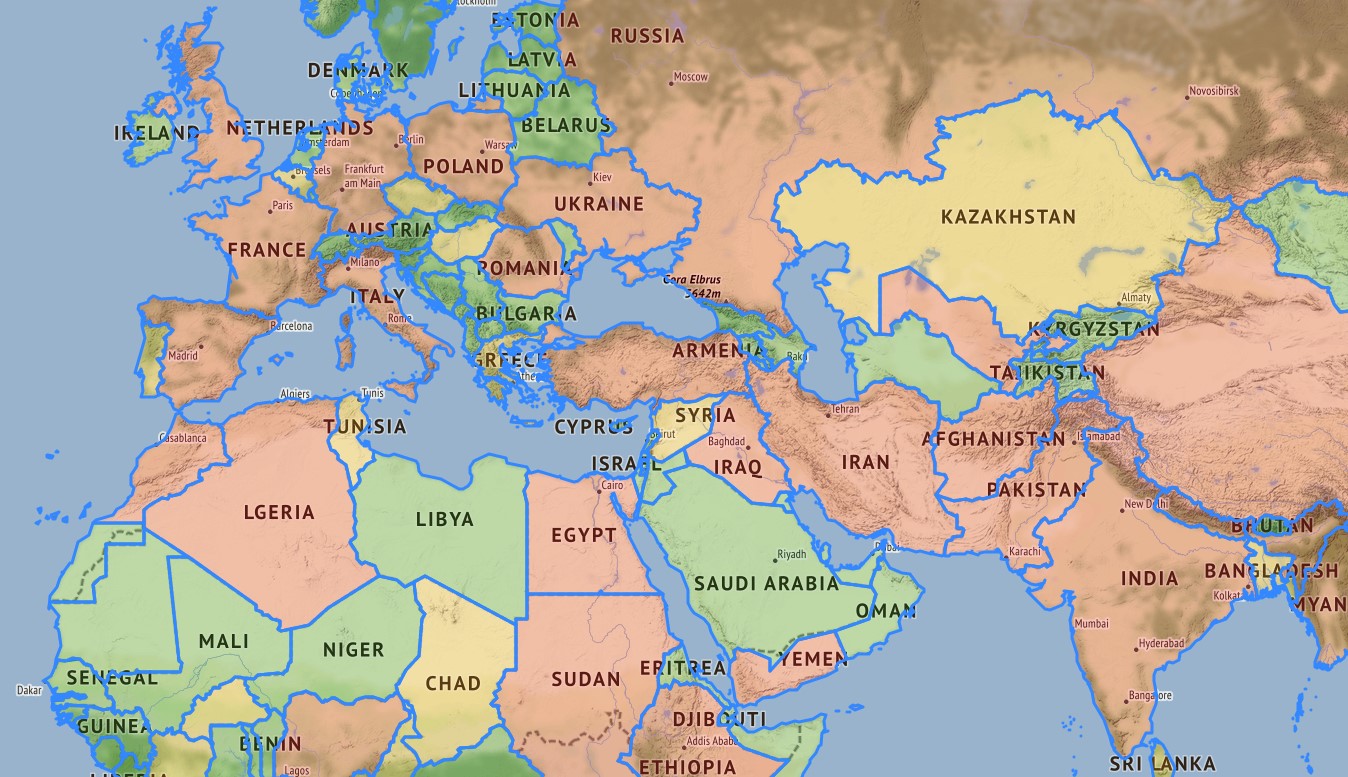 Stockholm
ESTONIA
RUSSIA
LATVIA
DENMARK
Moscow
LITHUANIA
Copenhagen
Novosibirsk
BELARUS
IRELAND
NETHERLANDS
Berlin
Amsterdam
Warsaw
POLAND
Brussels
Frankfurt
am Main
Kiev
UKRAINE
Paris
KAZAKHSTAN
AUSTRIA
FRANCE
Milano
ROMANIA
Gora Elbrus
5642m
ITALY
Almaty
BULGARIA
Rome
Barcelona
KYRGYZSTAN
ARMENIA
Baku
Madrid
GREECE
TAJIKISTAN
Athe
Algiers
Tunis
Tehran
SYRIA
TUNISIA
CYPRUS
Beirut
Casablanca
Baghdad
AFGHANISTAN
Islamabad
ISRAEL
IRAQ
IRAN
Cairo
PAKISTAN
New Delhi
LGERIA
LIBYA
EGYPT
BHUTAN
Dubai
Karachi
Riyadh
SAUDI ARABIA
INDIA
BANGLADESH
Kolkat
OMAN
MYAN
Mumbai
MALI
NIGER
Hyderabad
YEMEN
ERITREA
SENEGAL
CHAD
SUDAN
Dakar
Bangalore
GUINEA
DJIBOUTI
BENIN
Addis Ababa
LIBERIA
Lagos
ETHIOPIA
SRI LANKA